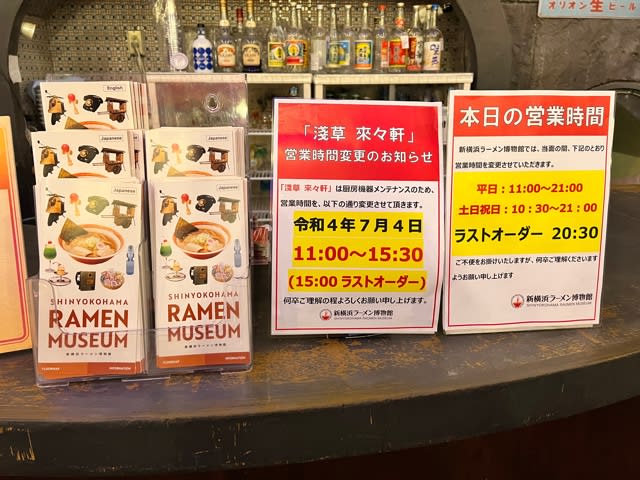 オリオン生ビール
English
Japanese
Japanese
Japanese
SHINYOKOHAMA
RAMEN
MUSEUM
新横浜ラーメン博物館
SHINYOKOHAMA
RAMEN
MUSEUM
新横浜ラーメン博物館
INFORMATION
「淺草 來々軒」
営業時間変更のお知らせ
「淺草 來々軒」は厨房機器メンテナンスのため、
営業時間を、以下の通り変更させて頂きます。
令和4年7月4日
11:00～15:30
(15:00 ラストオーダー)
何卒ご理解の程よろしくお願い申し上げます。
新横浜ラーメン博物館
SHINYOKOHAMA RAUMEN MUSEUM
本日の営業時間
新横浜ラーメン博物館では、当面の間、下記のとおり
営業時間を変更させていただきます。
平日：11:00～21:00
土日祝日：10：30～21：00
ラストオーダー 20:30
ご不便をお掛けいたしますが、何卒ご理解くださいます
ようお願い申し上げます
新横浜ラーメン博物館
SHINYOKOHAMA RAUMEN MUSEUM